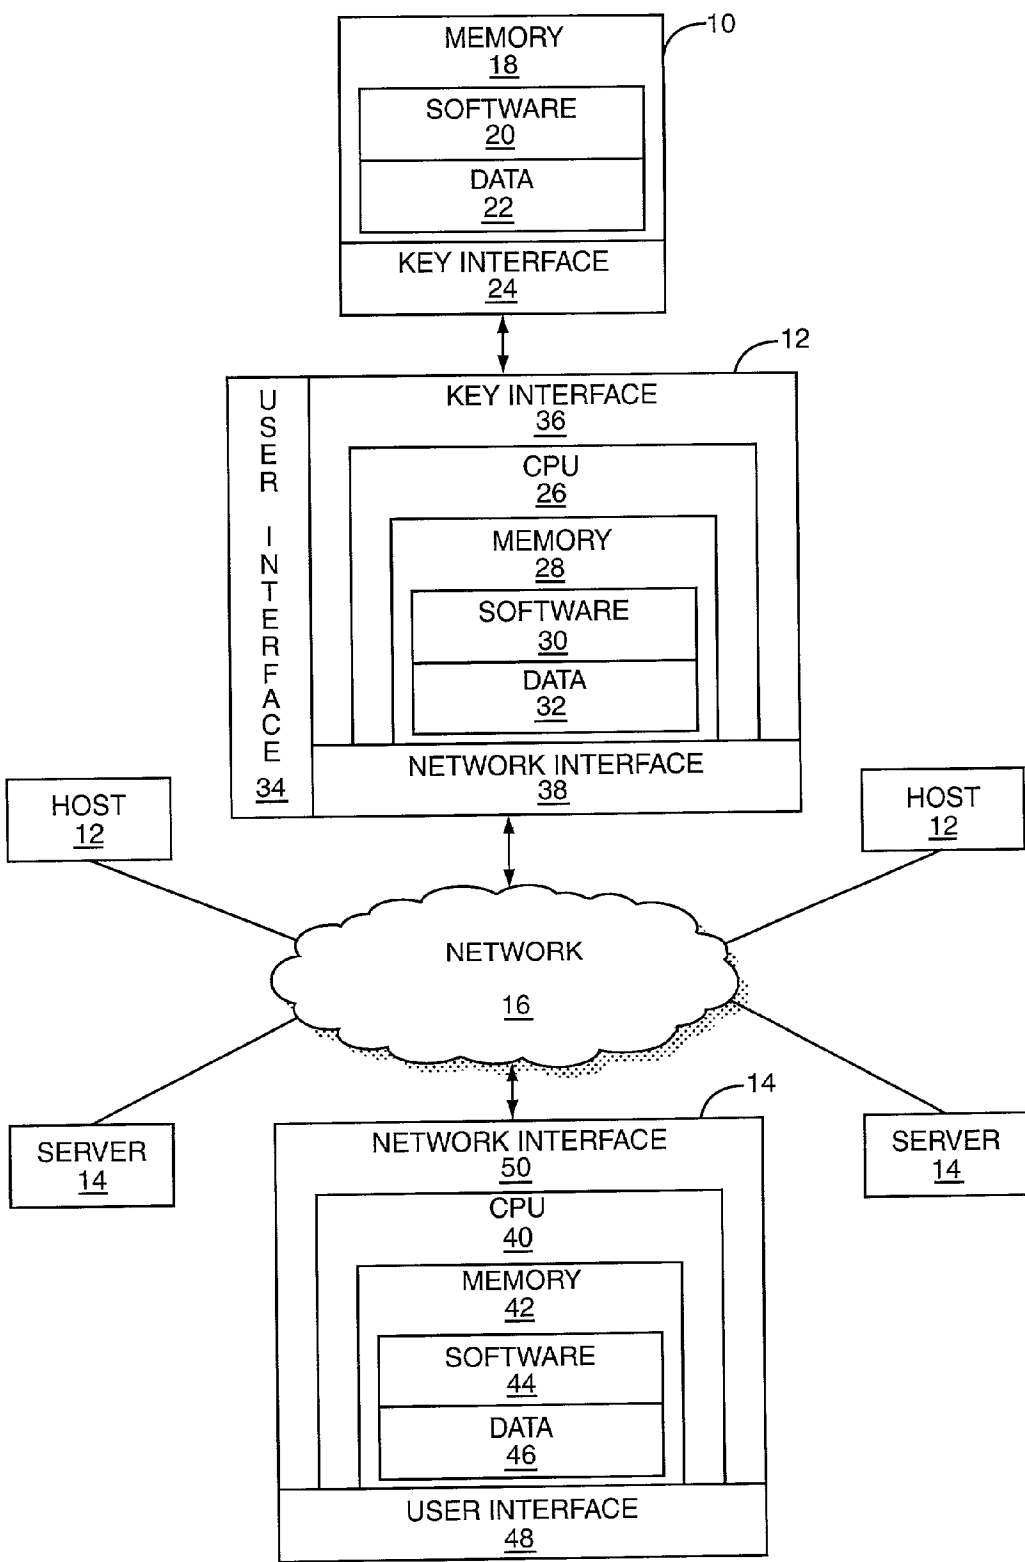 10
MEMORY
18
SOFTWARE
20
DATA
22
KEY INTERFACE
24
12
USER INTERFACE
34
KEY INTERFACE
36
CPU
26
MEMORY
28
SOFTWARE
30
DATA
32
NETWORK INTERFACE
38
HOST
12
HOST
12
NETWORK
16
14
SERVER
14
SERVER
14
NETWORK INTERFACE
50
CPU
40
MEMORY
42
SOFTWARE
44
DATA
46
USER INTERFACE
48